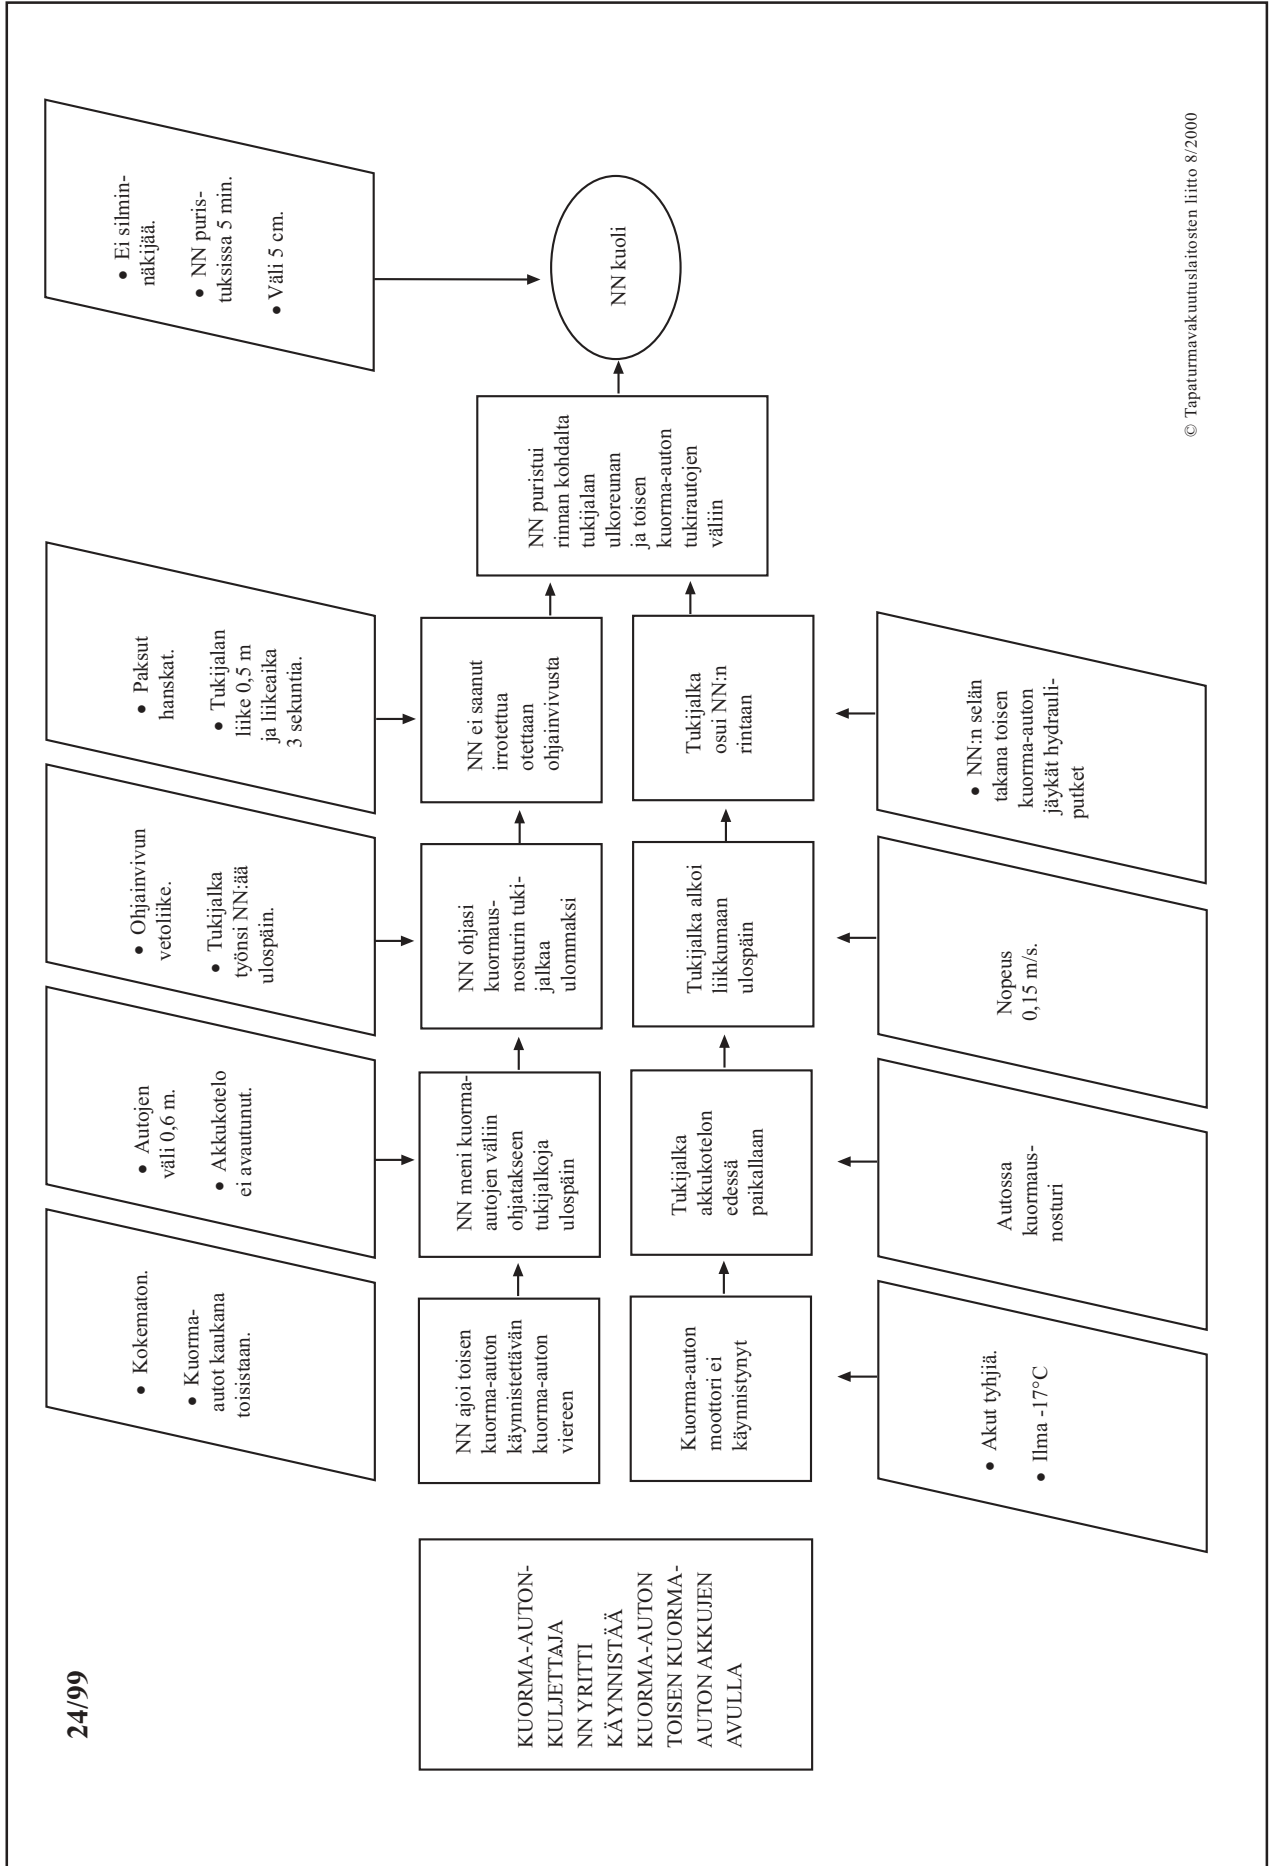 24/99
KUORMA-AUTON-
KULJETTAJA
NN YRITTI
KÄYNNISTÄÄ
KUORMA-AUTON
TOISEN KUORMA-
AUTON AKKUJEN
AVULLA
• Kokematon.
• Kuorma-
autot kaukana
toisistaan.
• Autojen
väli 0,6 m.
• Akkukotelo
ei avautunut.
• Ohjainvivun
vetoliike.
• Tukijalka
työnsi NN:ää
ulospäin.
• Paksut
hanskat.
• Tukijalan
liike 0,5 m
ja liikeaika
3 sekuntia.
• Ei silmin-
näkijää.
• NN puris-
tuksissa 5 min.
• Väli 5 cm.
NN ajoi toisen
kuorma-auton
käynnistettävän
kuorma-auton
viereen
NN meni kuorma-
autojen väliin
ohjatakseen
tukijalkoja
ulospäin
NN ohjasi
kuormaus-
nosturin tuki-
jalkaa
ulommaksi
NN ei saanut
irrotettua
otettaan
ohjainvivusta
NN puristui
rinnan kohdalta
tukijalan
ulkoreunan
ja toisen
kuorma-auton
tukirautojen
väliin
NN kuoli
Kuorma-auton
moottori ei
käynnistynyt
Tukijalka
akkukotelon
edessä
paikallaan
Tukijalka alkoi
liikkumaan
ulospäin
Tukijalka
osui NN:n
rintaan
• Akut tyhjiä.
• Ilma -17°C
Autossa
kuormaus-
nosturi
Nopeus
0,15 m/s.
• NN:n selän
takana toisen
kuorma-auton
jäykät hydrauli-
putket
© Tapaturmavakuutuslaitosten liitto 8/2000